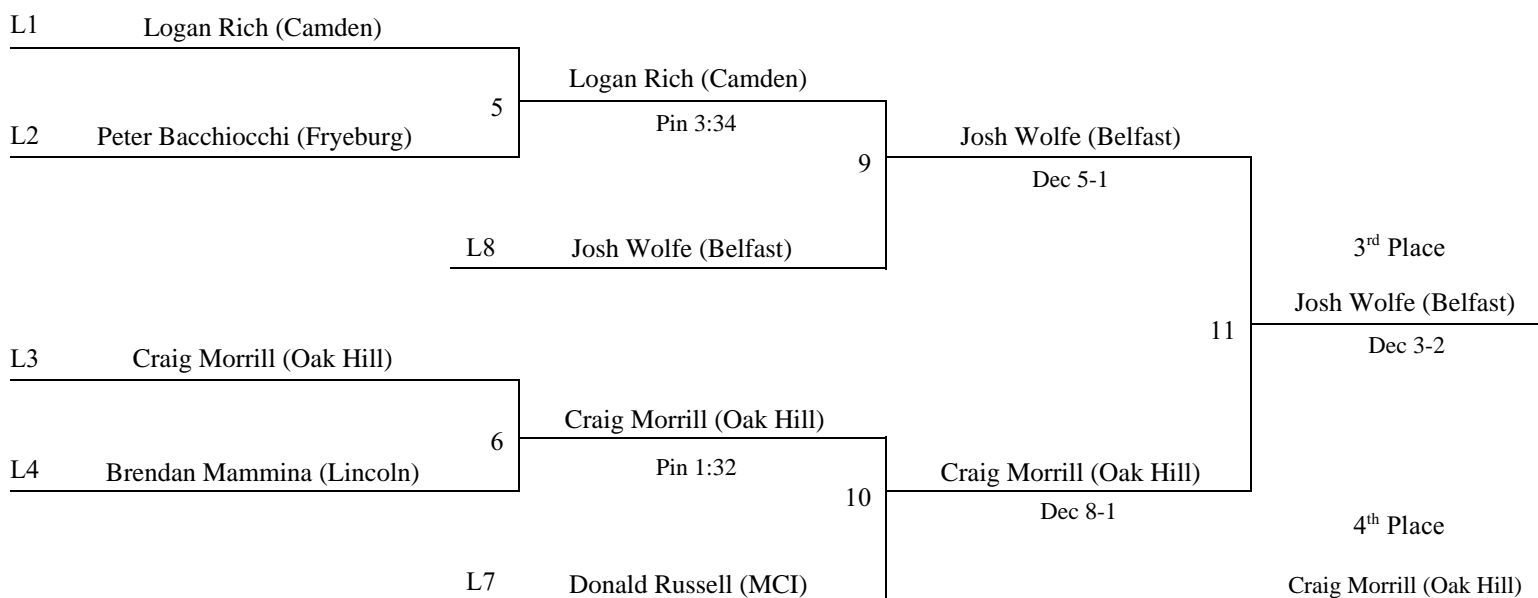 L1 Logan Rich (Camden)
Logan Rich (Camden)
5
Pin 3:34
L2 Peter Bacchiocchi (Fryeburg)
Josh Wolfe (Belfast)
9
Dec 5-1
L8 Josh Wolfe (Belfast)
3rd Place
Josh Wolfe (Belfast)
11
Dec 3-2
L3 Craig Morrill (Oak Hill)
Craig Morrill (Oak Hill)
6
Pin 1:32
L4 Brendan Mammina (Lincoln)
Craig Morrill (Oak Hill)
10
Dec 8-1
4th Place
L7 Donald Russell (MCI)
Craig Morrill (Oak Hill)